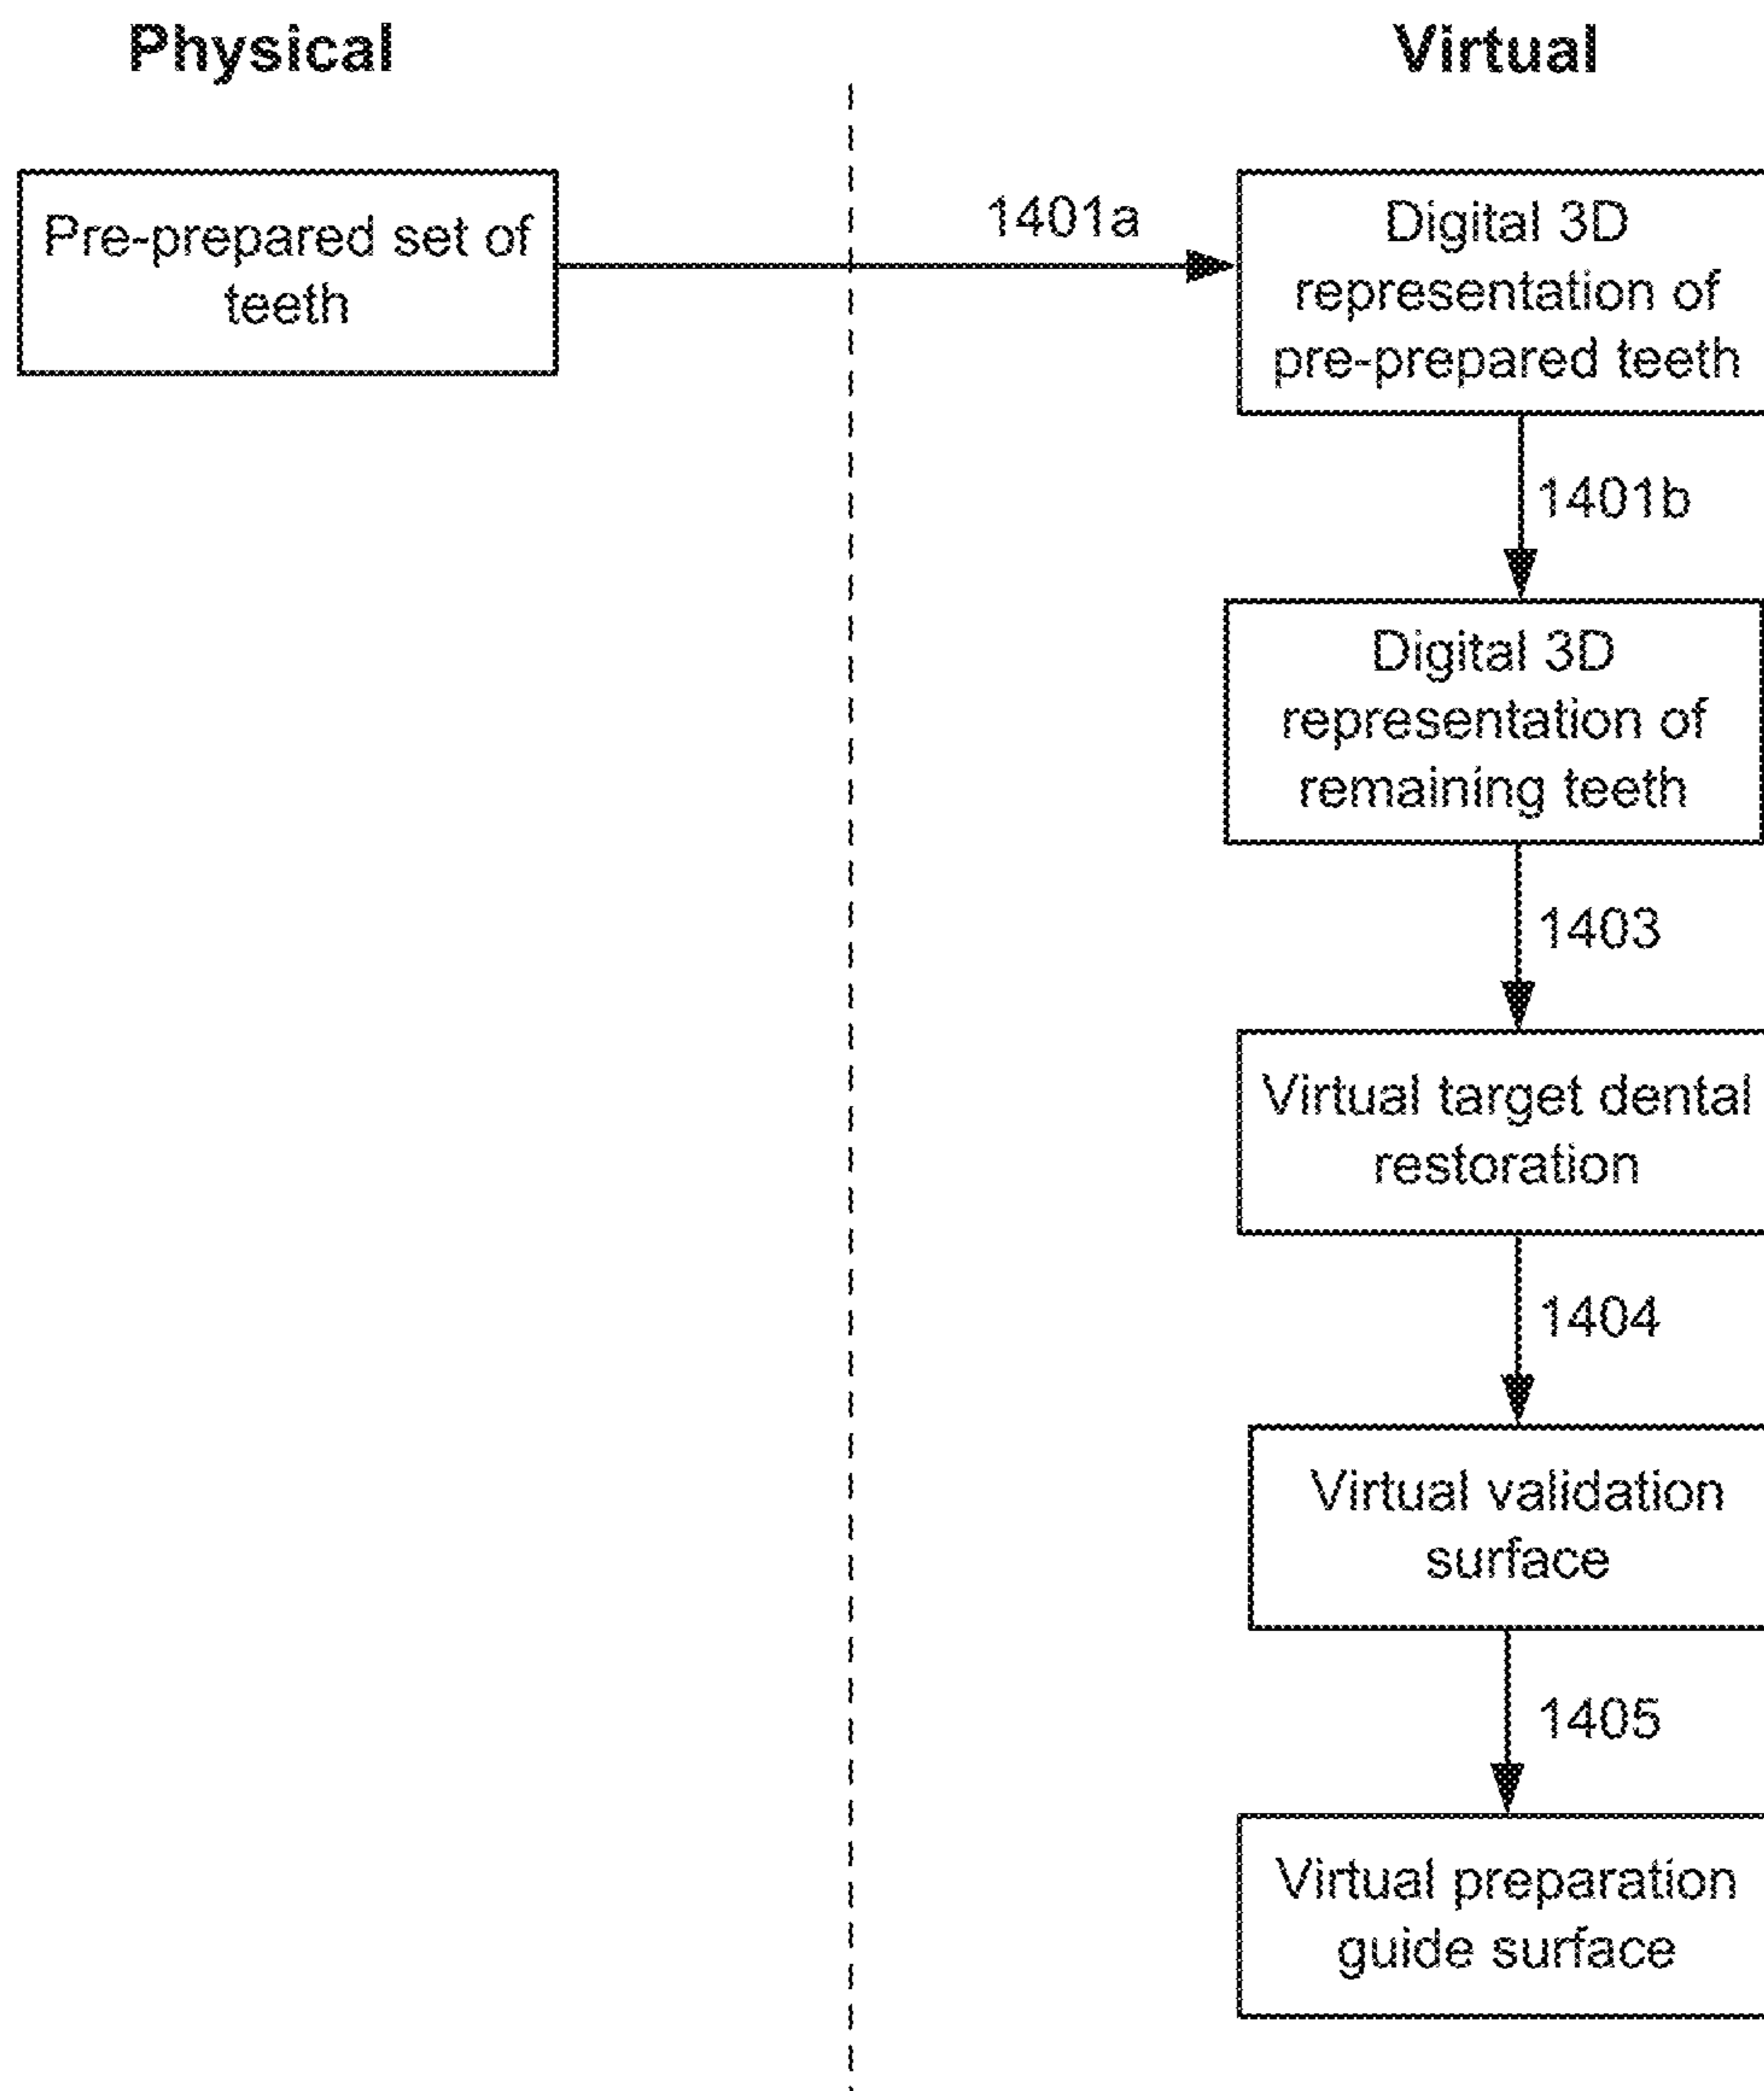 Physical
Virtual
Pre-prepared set of
teeth
1401a
Digital 3D
representation of
pre-prepared teeth
1401b
Digital 3D
representation of
remaining teeth
1403
Virtual target dental
restoration
1404
Virtual validation
surface
1405
Virtual preparation
guide surface